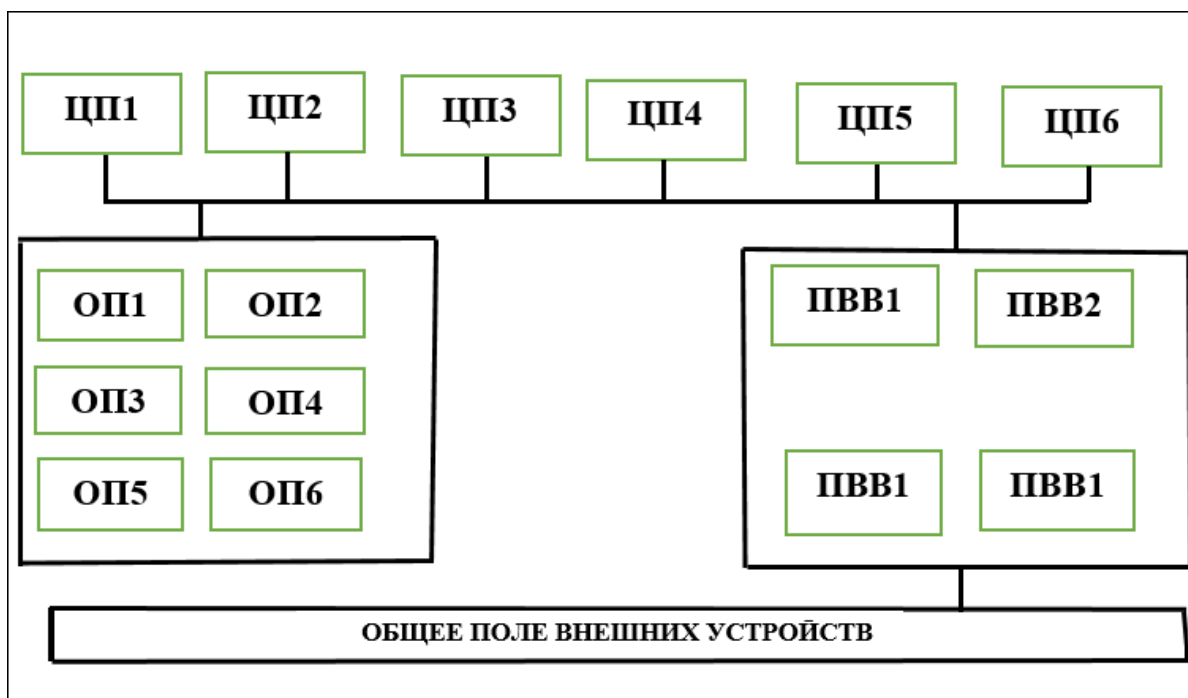 ЦП1 ЦП2 ЦП3 ЦП4 ЦП5 ЦП6
ОП1 ОП2
ОП3 ОП4
ОП5 ОП6
ПВВ1 ПВВ2
ПВВ1 ПВВ1
ОБЩЕЕ ПОЛЕ ВНЕШНИХ УСТРОЙСТВ